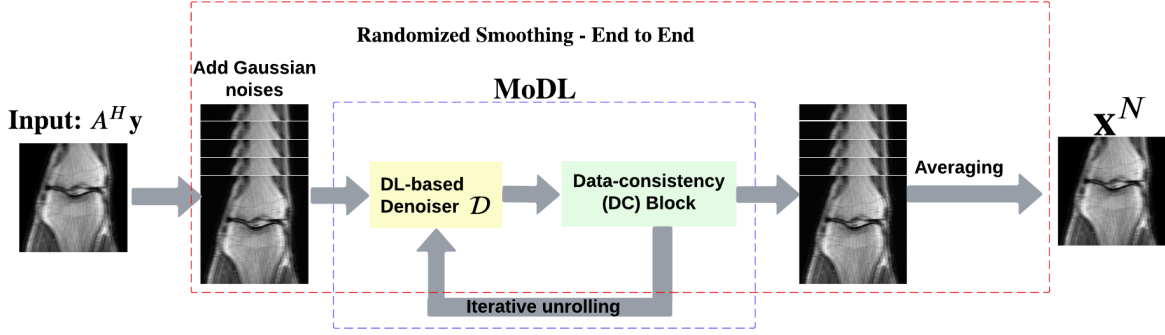 Randomized Smoothing - End to End
Add Gaussian
noises
MoDL
Input: A^H y
x^N
DL-based
Denoiser 𝒟
Data-consistency
(DC) Block
Averaging
Iterative unrolling